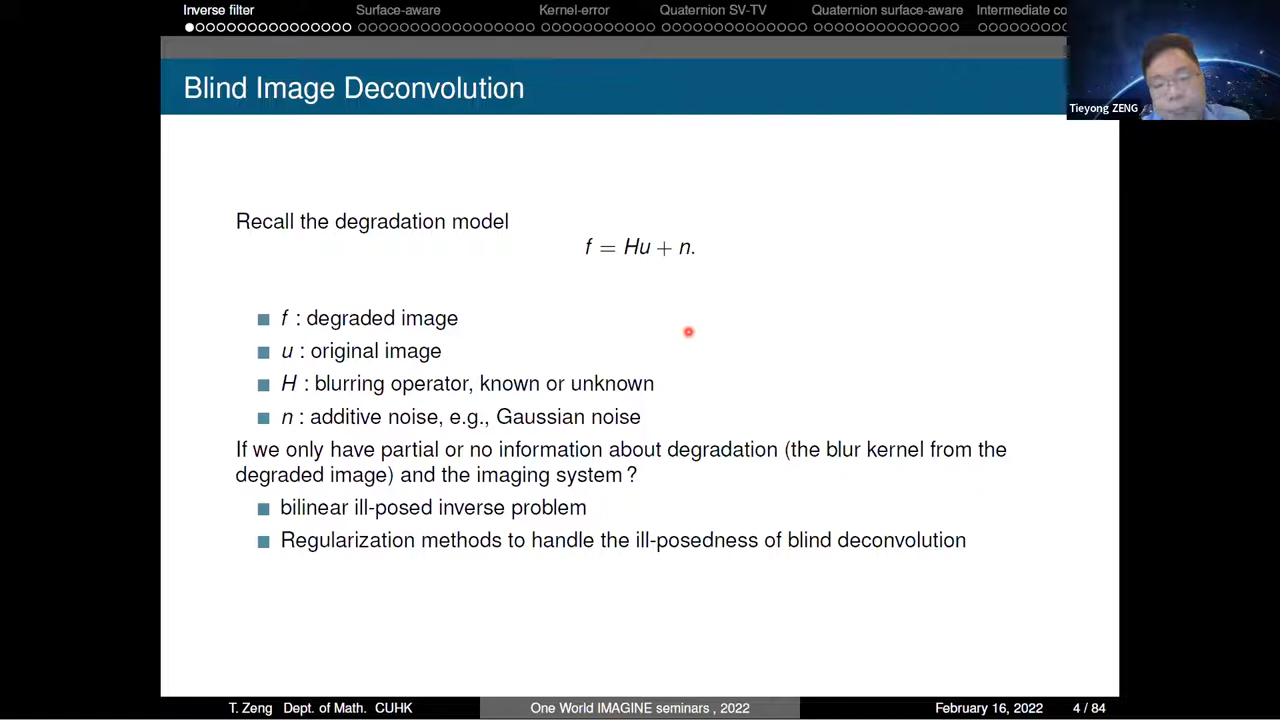 Inverse filter Surface-aware Kernel-error Quaternion SV-TV Quaternion surface-aware Intermediate co
Blind Image Deconvolution
Tieyong ZENG
Recall the degradation model
f = Hu + n.
f : degraded image
u : original image
H : blurring operator, known or unknown
n : additive noise, e.g., Gaussian noise
If we only have partial or no information about degradation (the blur kernel from the
degraded image) and the imaging system ?
bilinear ill-posed inverse problem
Regularization methods to handle the ill-posedness of blind deconvolution
T. Zeng Dept. of Math. CUHK One World IMAGINE seminars , 2022 February 16, 2022 4 / 84